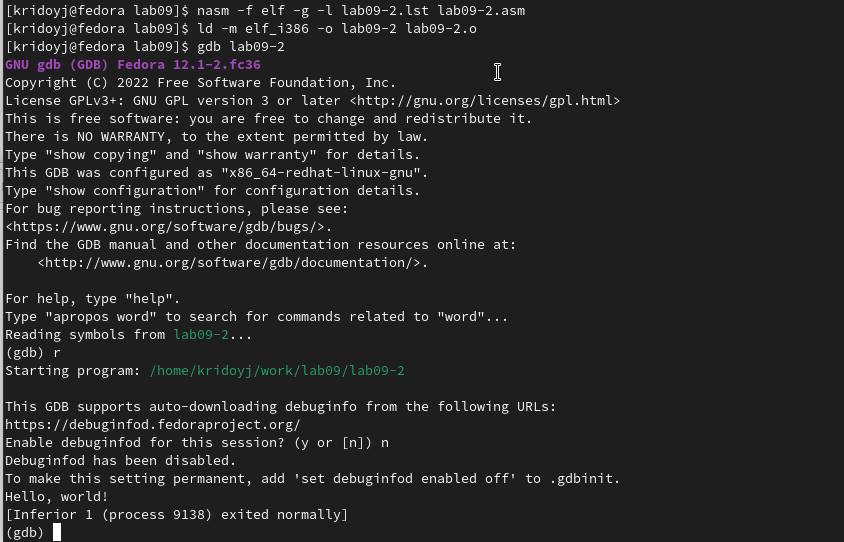 [kridoyj@fedora lab09]$ nasm -f elf -g -l lab09-2.lst lab09-2.asm
[kridoyj@fedora lab09]$ ld -m elf_i386 -o lab09-2 lab09-2.o
[kridoyj@fedora lab09]$ gdb lab09-2
GNU gdb (GDB) Fedora 12.1-2.fc36
Copyright (C) 2022 Free Software Foundation, Inc.
License GPLv3+: GNU GPL version 3 or later <http://gnu.org/licenses/gpl.html>
This is free software: you are free to change and redistribute it.
There is NO WARRANTY, to the extent permitted by law.
Type "show copying" and "show warranty" for details.
This GDB was configured as "x86_64-redhat-linux-gnu".
Type "show configuration" for configuration details.
For bug reporting instructions, please see:
<https://www.gnu.org/software/gdb/bugs/>.
Find the GDB manual and other documentation resources online at:
    <http://www.gnu.org/software/gdb/documentation/>.

For help, type "help".
Type "apropos word" to search for commands related to "word"...
Reading symbols from lab09-2...
(gdb) r
Starting program: /home/kridoyj/work/lab09/lab09-2

This GDB supports auto-downloading debuginfo from the following URLs:
https://debuginfod.fedoraproject.org/
Enable debuginfod for this session? (y or [n]) n
Debuginfod has been disabled.
To make this setting permanent, add 'set debuginfod enabled off' to .gdbinit.
Hello, world!
[Inferior 1 (process 9138) exited normally]
(gdb)